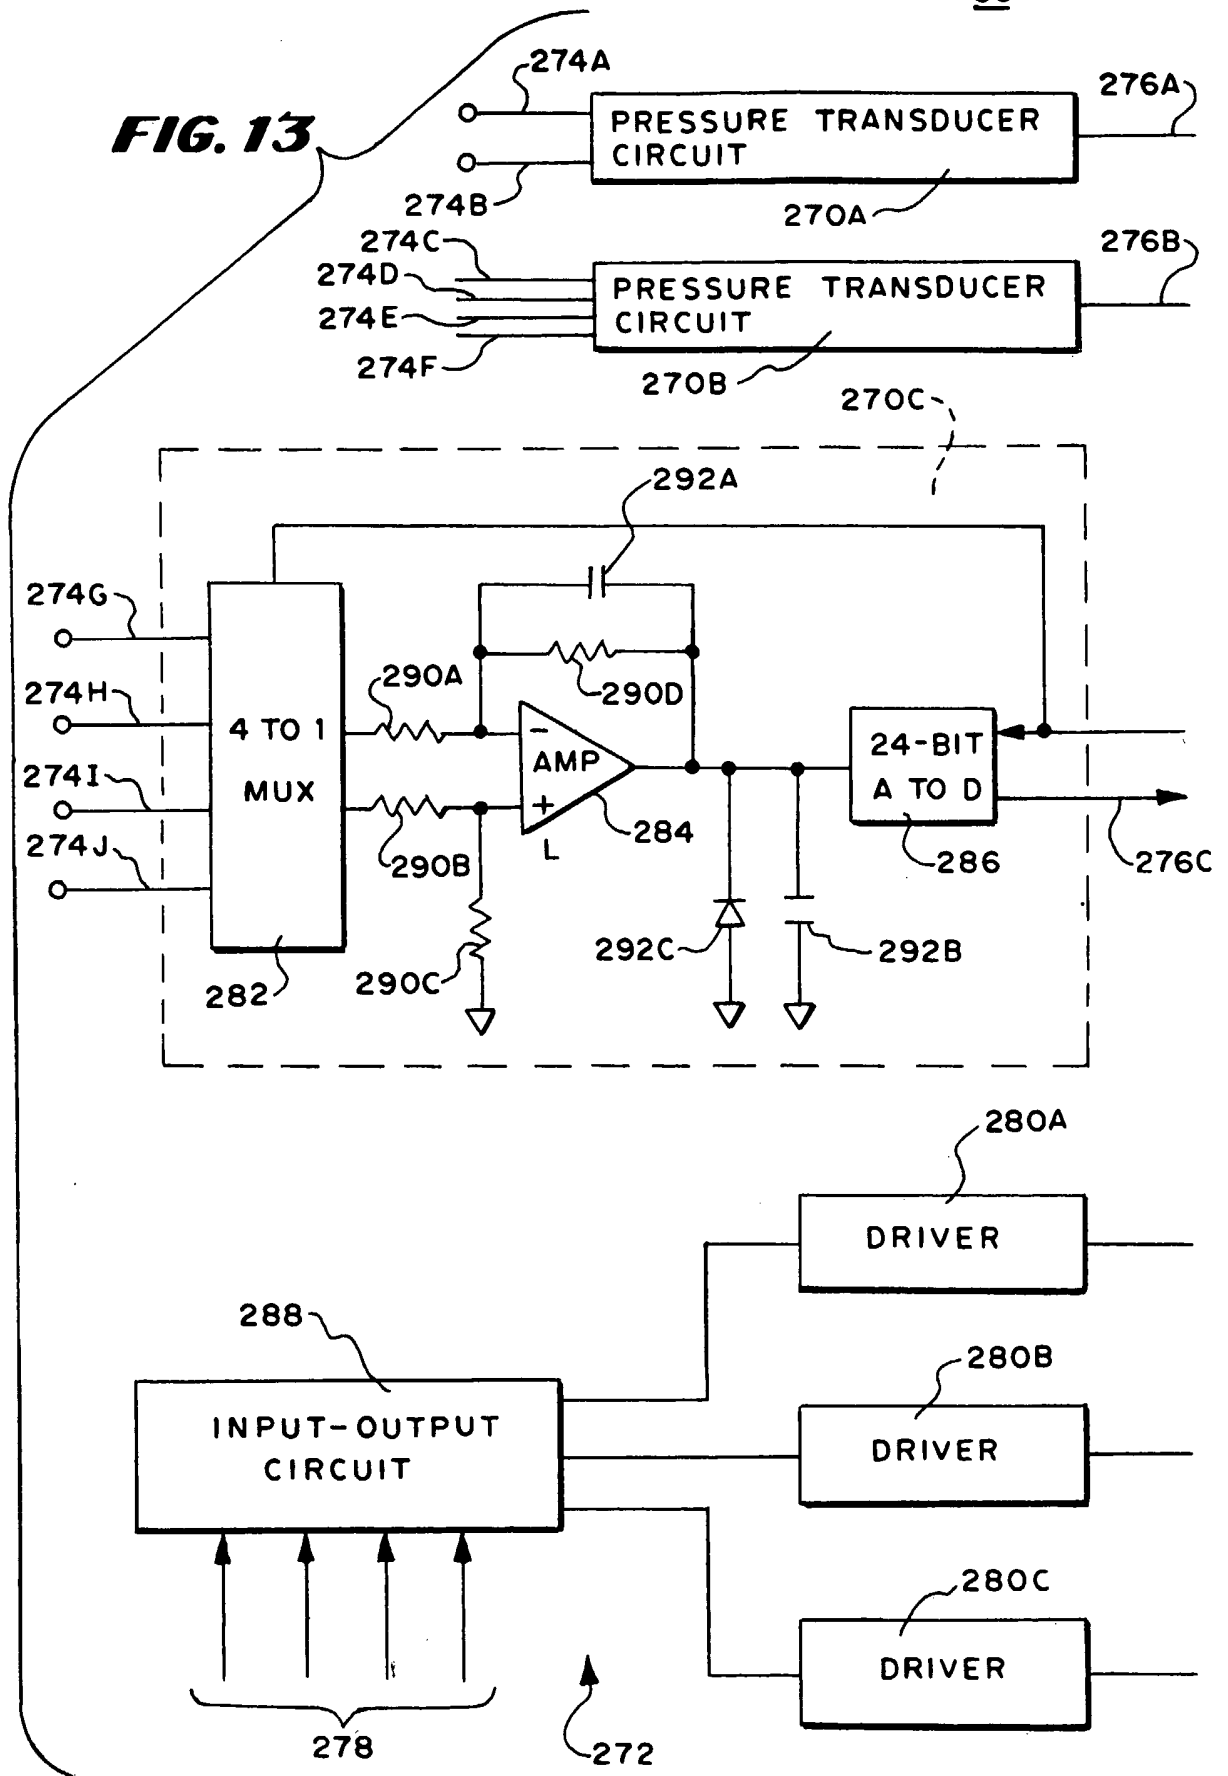 FIG. 13
274A
276A
PRESSURE TRANSDUCER
CIRCUIT
274B
270A
274C
276B
274D
PRESSURE TRANSDUCER
CIRCUIT
274E
274F
270B
270C
292A
274G
290A
290D
274H
4 TO 1
MUX
-
AMP
+
L
24-BIT
A TO D
274I
284
274J
290B
286
276C
292C
292B
290C
282
280A
DRIVER
288
280B
INPUT-OUTPUT
CIRCUIT
DRIVER
280C
DRIVER
278
272